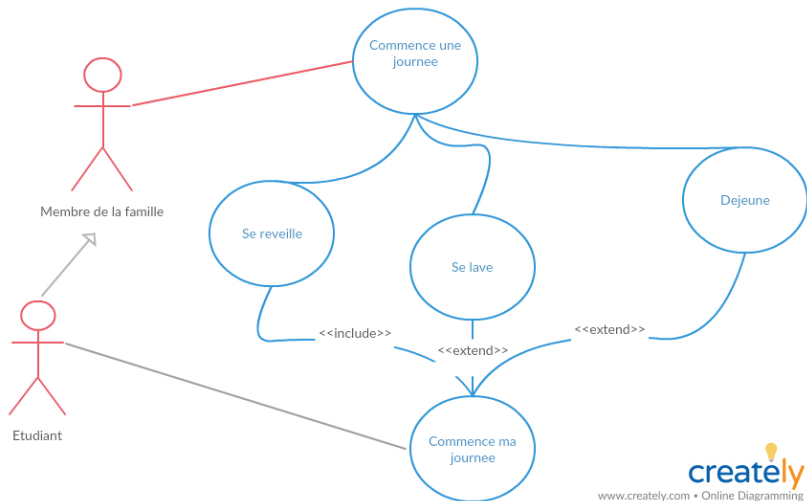 Commence une
journee
Membre de la famille
Se reveille
Dejeune
Se lave
<<include>>
<<extend>>
<<extend>>
Etudiant
Commence ma
journee
creately
www.creately.com • Online Diagramming